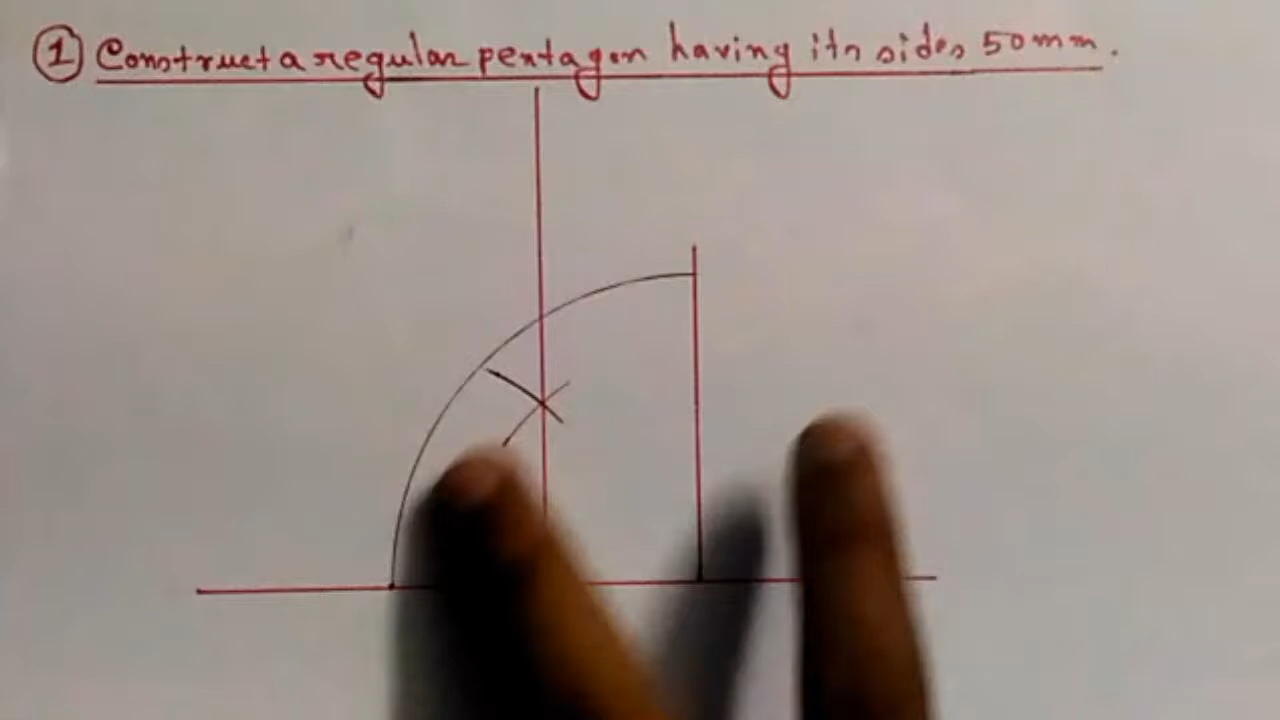 ① Construct a regular pentagon having its sides 50mm.